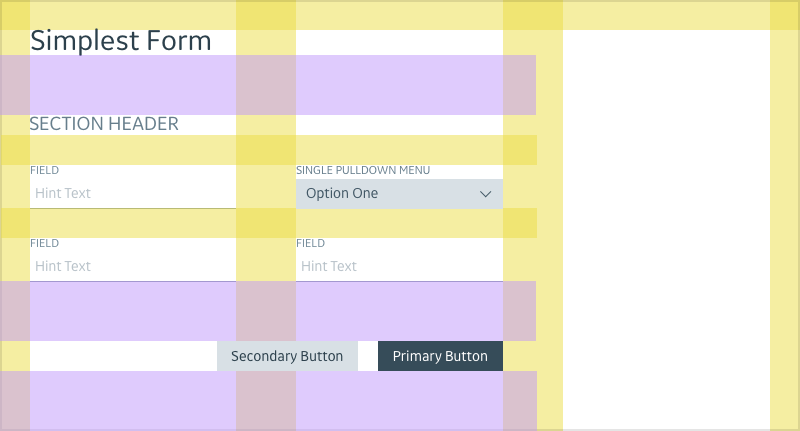 Simplest Form
SECTION HEADER
FIELD
SINGLE PULLDOWN MENU
Hint Text
Option One
FIELD
FIELD
Hint Text
Hint Text
Secondary Button
Primary Button